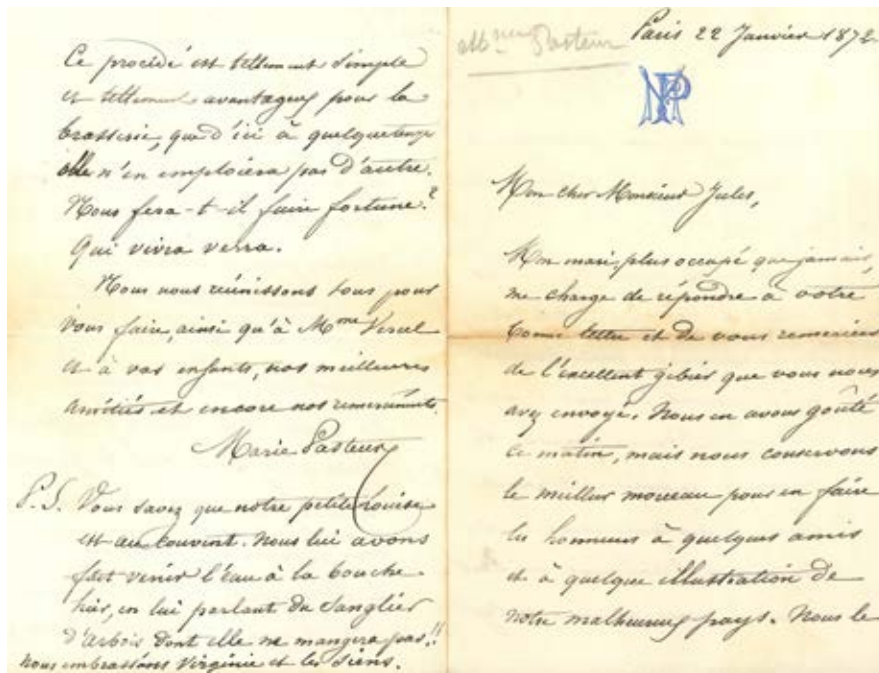 Mme Pasteur
Paris 22 Janvier 1872
MP
Mon cher Monsieur Jules,
Mon mari, plus occupé que jamais,
me charge de répondre à votre
bonne lettre et de vous remercier
de l'excellent gibier que vous nous
avez envoyé. Nous en avons goûté
ce matin, mais nous conservons
le meilleur morceau pour en faire
les honneurs à quelques amis
et à quelque illustration de
notre malheureux pays. Nous le
Ce procédé est tellement simple
et tellement avantageux pour la
brasserie, que d'ici à quelque temps
elle n'en emploiera pas d'autre.
Nous fera-t-il faire fortune?
Qui vivra verra.
Nous nous réunissons tous pour
vous faire, ainsi qu'à Mme Vercel
et à vos enfants, nos meilleures
amitiés et encore nos remerciements.
Marie Pasteur
P.S. Vous savez que notre petite Louise
est au couvent. Nous lui avons
fait venir l'eau à la bouche
hier, en lui parlant du sanglier
d'Arbois dont elle ne mangera pas!!
Nous embrassons Virginie et les siens.